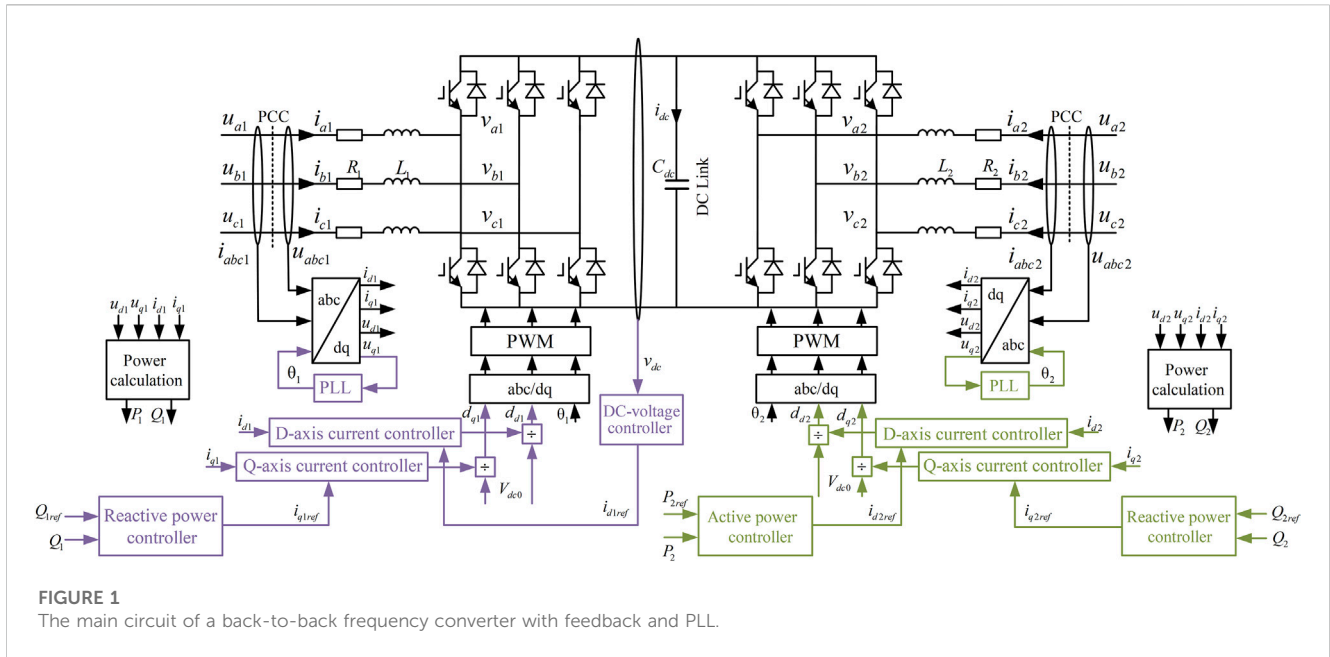 PCC
u_a1
i_a1
v_a1
u_b1
i_b1
R_1
L_1
v_b1
u_c1
i_c1
v_c1
i_abc1
u_abc1
i_dc
C_dc
DC Link
v_a2
i_a2
PCC
u_a2
v_b2
L_2
R_2
i_b2
u_b2
v_c2
i_c2
u_c2
i_abc2
u_abc2
abc
dq
i_d1
i_q1
u_d1
u_q1
θ_1
PLL
u_d1 u_q1 i_d1 i_q1
Power
calculation
P_1 Q_1
PWM
abc/dq
d_q1 d_d1 θ_1
v_dc
DC-voltage
controller
i_d1
D-axis current controller
÷
i_q1
Q-axis current controller
÷
V_dc0
Q_1ref
Q_1
Reactive power
controller
i_q1ref
i_d1ref
PWM
abc/dq
θ_2 d_d2 d_q2
i_d2
i_q2
u_d2
u_q2
dq
abc
PLL
θ_2
u_d2 u_q2 i_d2 i_q2
Power
calculation
P_2 Q_2
÷
D-axis current controller
i_d2
÷
Q-axis current controller
i_q2
V_dc0
P_2ref
P_2
Active power
controller
i_d2ref
i_q2ref
Reactive power
controller
Q_2ref
Q_2
FIGURE 1
The main circuit of a back-to-back frequency converter with feedback and PLL.